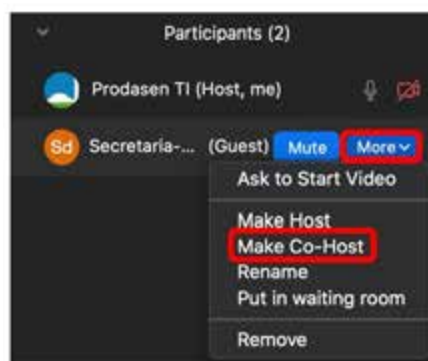 Participants (2)
Prodasen TI (Host, me)
Sd Secretaria-... (Guest) Mute More
Ask to Start Video
Make Host
Make Co-Host
Rename
Put in waiting room
Remove